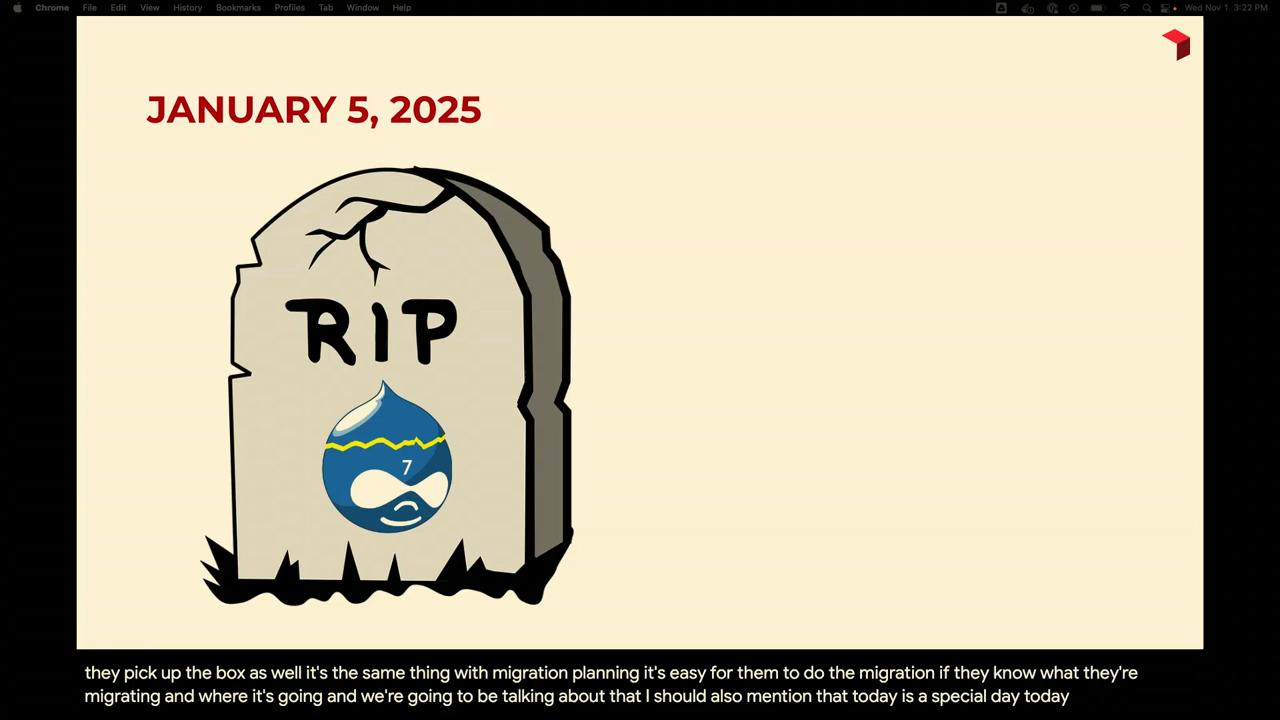 Chrome File Edit View History Bookmarks Profiles Tab Window Help Wed Nov 1 3:22 PM
JANUARY 5, 2025
RIP
7
they pick up the box as well it's the same thing with migration planning it's easy for them to do the migration if they know what they're
migrating and where it's going and we're going to be talking about that I should also mention that today is a special day today